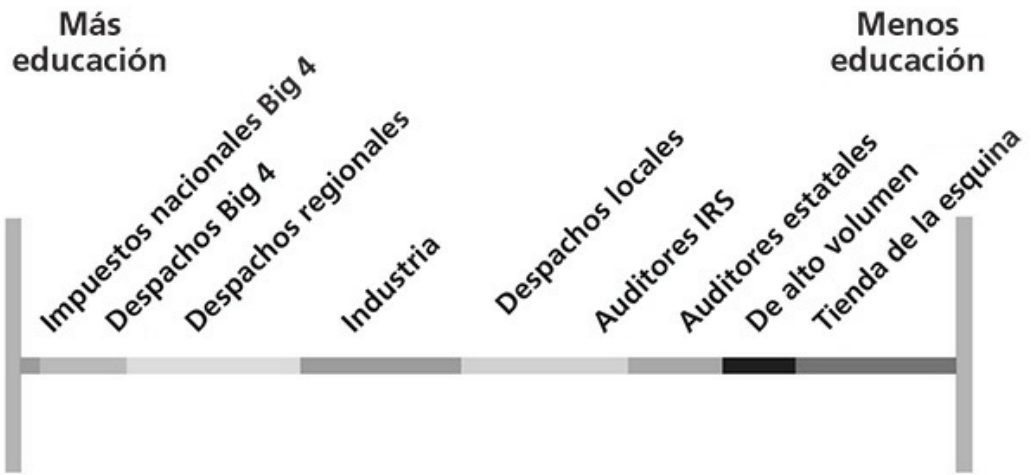 Más
educación
Menos
educación
Impuestos nacionales Big 4
Despachos Big 4
Despachos regionales
Industria
Despachos locales
Auditores IRS
Auditores estatales
De alto volumen
Tienda de la esquina